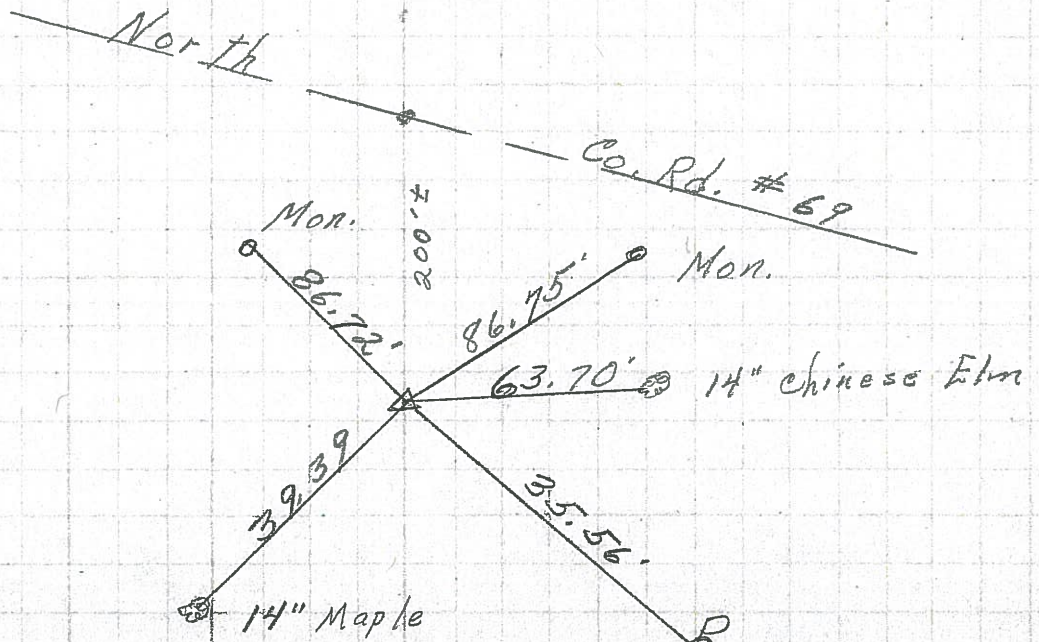 North
Co. Rd. # 69
200'±
Mon.
Mon.
86.72'
86.75'
63.70'
14" Chinese Elm
39.39
35.56'
14" Maple
P